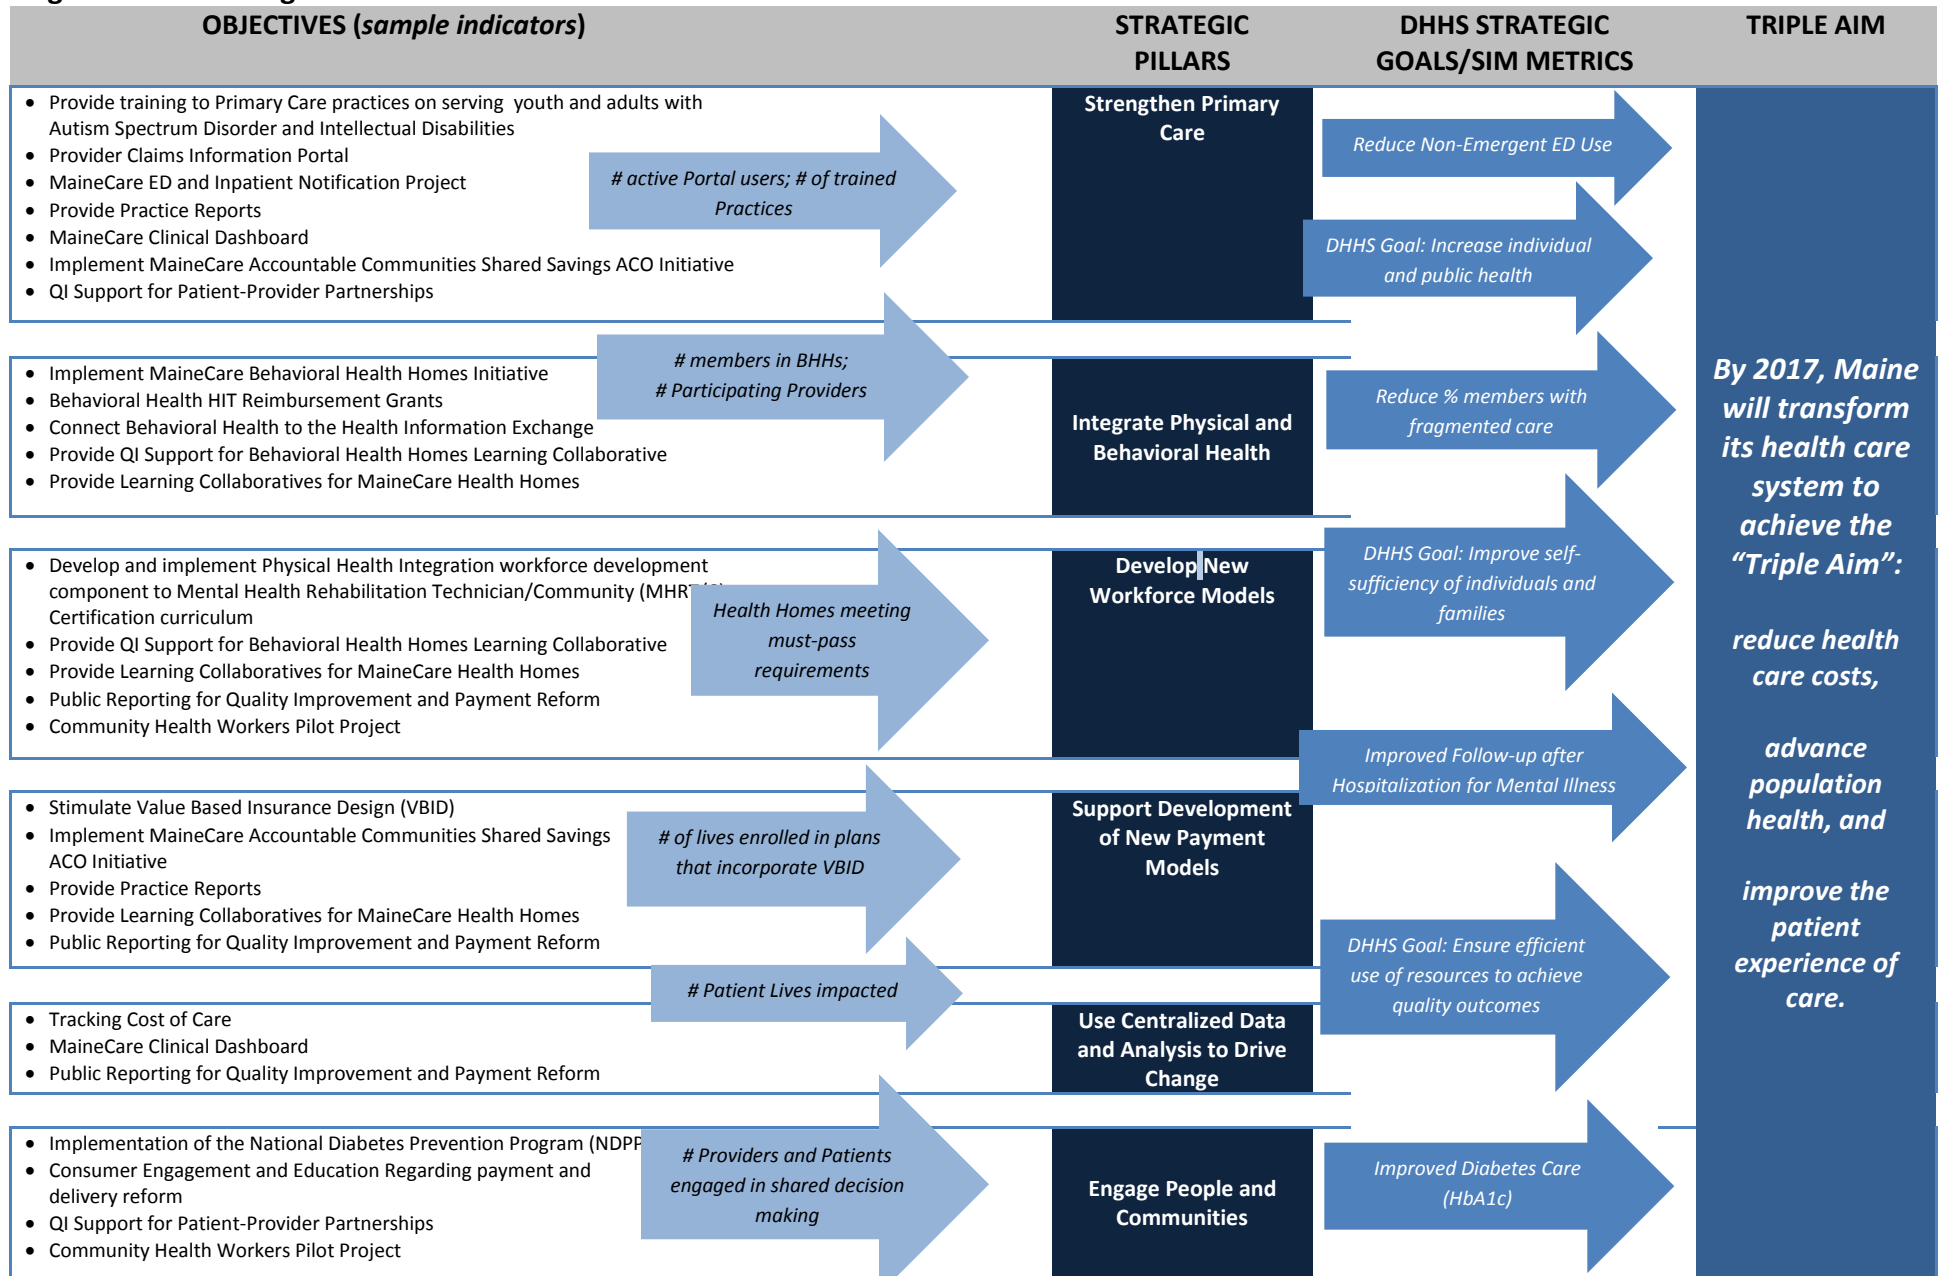 OBJECTIVES (sample indicators)
STRATEGIC
PILLARS
DHHS STRATEGIC
GOALS/SIM METRICS
TRIPLE AIM
• Provide training to Primary Care practices on serving youth and adults with
Autism Spectrum Disorder and Intellectual Disabilities
• Provider Claims Information Portal
• MaineCare ED and Inpatient Notification Project
• Provide Practice Reports
• MaineCare Clinical Dashboard
• Implement MaineCare Accountable Communities Shared Savings ACO Initiative
• QI Support for Patient-Provider Partnerships
# active Portal users; # of trained
Practices
Strengthen Primary
Care
Reduce Non-Emergent ED Use
DHHS Goal: Increase individual
and public health
• Implement MaineCare Behavioral Health Homes Initiative
• Behavioral Health HIT Reimbursement Grants
• Connect Behavioral Health to the Health Information Exchange
• Provide QI Support for Behavioral Health Homes Learning Collaborative
• Provide Learning Collaboratives for MaineCare Health Homes
# members in BHHs;
# Participating Providers
Integrate Physical and
Behavioral Health
Reduce % members with
fragmented care
• Develop and implement Physical Health Integration workforce development
component to Mental Health Rehabilitation Technician/Community
Certification curriculum
• Provide QI Support for Behavioral Health Homes Learning Collaborative
• Provide Learning Collaboratives for MaineCare Health Homes
• Public Reporting for Quality Improvement and Payment Reform
• Community Health Workers Pilot Project
Health Homes meeting
must-pass
requirements
Develop New
Workforce Models
DHHS Goal: Improve self-
sufficiency of individuals and
families
Improved Follow-up after
Hospitalization for Mental Illness
• Stimulate Value Based Insurance Design (VBID)
• Implement MaineCare Accountable Communities Shared Savings
ACO Initiative
• Provide Practice Reports
• Provide Learning Collaboratives for MaineCare Health Homes
• Public Reporting for Quality Improvement and Payment Reform
# of lives enrolled in plans
that incorporate VBID
Support Development
of New Payment
Models
DHHS Goal: Ensure efficient
use of resources to achieve
quality outcomes
• Tracking Cost of Care
• MaineCare Clinical Dashboard
• Public Reporting for Quality Improvement and Payment Reform
# Patient Lives impacted
Use Centralized Data
and Analysis to Drive
Change
• Implementation of the National Diabetes Prevention Program (NDPP
• Consumer Engagement and Education Regarding payment and
delivery reform
• QI Support for Patient-Provider Partnerships
• Community Health Workers Pilot Project
# Providers and Patients
engaged in shared decision
making
Engage People and
Communities
Improved Diabetes Care
(HbA1c)
By 2017, Maine
will transform
its health care
system to
achieve the
“Triple Aim”:
reduce health
care costs,
advance
population
health, and
improve the
patient
experience of
care.